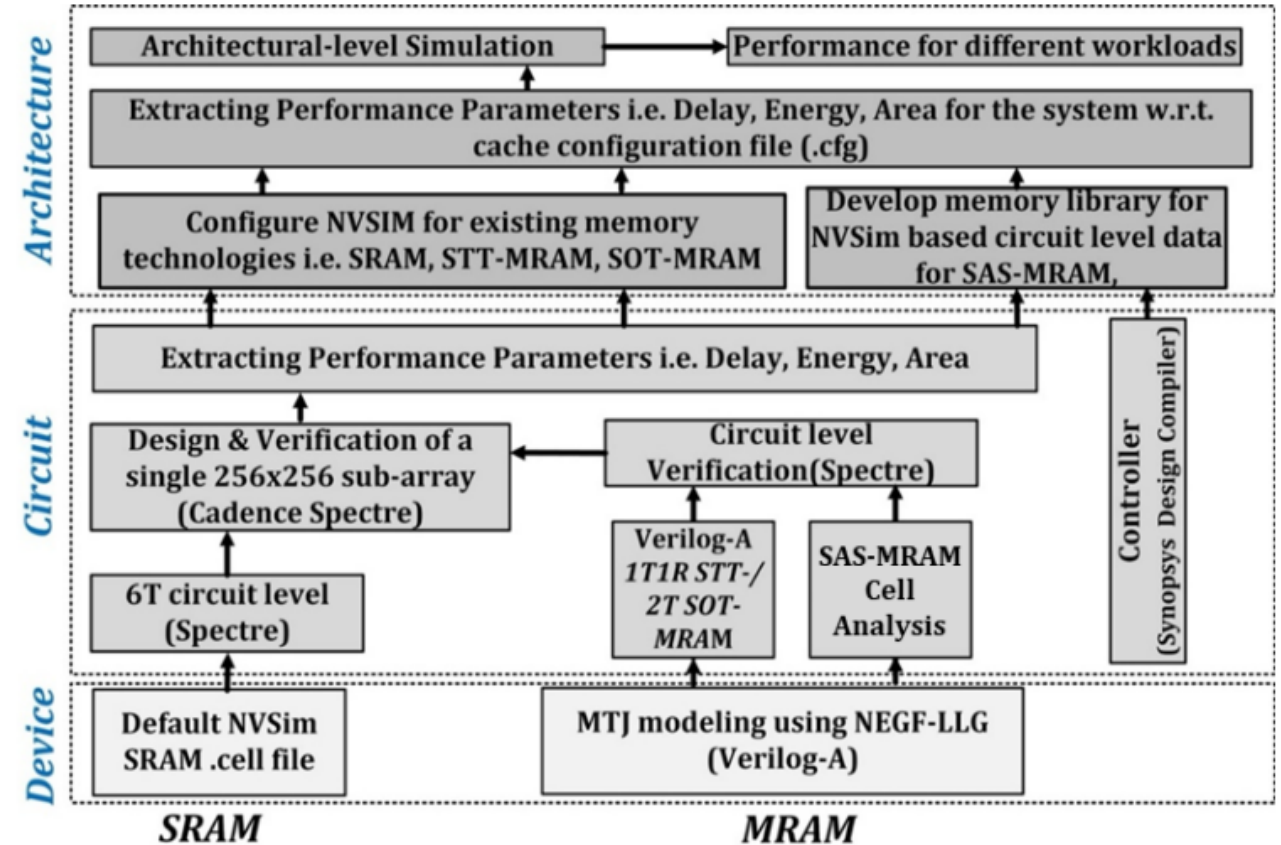 Architecture
Architectural-level Simulation
Performance for different workloads
Extracting Performance Parameters i.e. Delay, Energy, Area for the system w.r.t.
cache configuration file (.cfg)
Configure NVSIM for existing memory
technologies i.e. SRAM, STT-MRAM, SOT-MRAM
Develop memory library for
NVSim based circuit level data
for SAS-MRAM,
Circuit
Extracting Performance Parameters i.e. Delay, Energy, Area
Design & Verification of a
single 256x256 sub-array
(Cadence Spectre)
Circuit level
Verification(Spectre)
6T circuit level
(Spectre)
Verilog-A
1T1R STT-/
2T SOT-
MRAM
SAS-MRAM
Cell
Analysis
Controller
(Synopsys Design Compiler)
Device
Default NVSim
SRAM .cell file
MTJ modeling using NEGF-LLG
(Verilog-A)
SRAM
MRAM